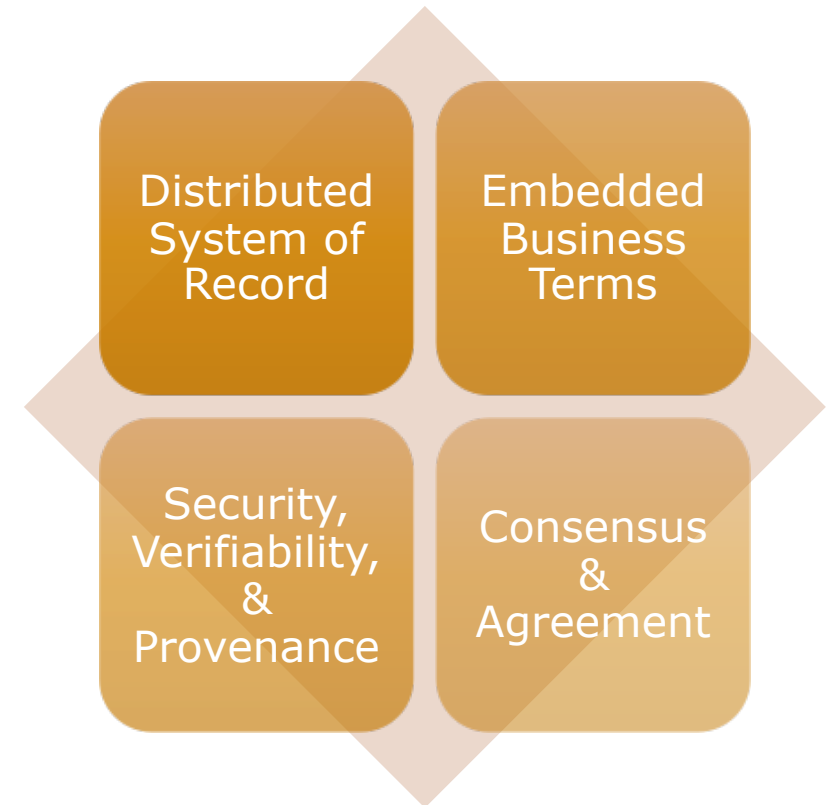 Distributed
System of
Record
Embedded
Business
Terms
Security,
Verifiability,
&
Provenance
Consensus
&
Agreement